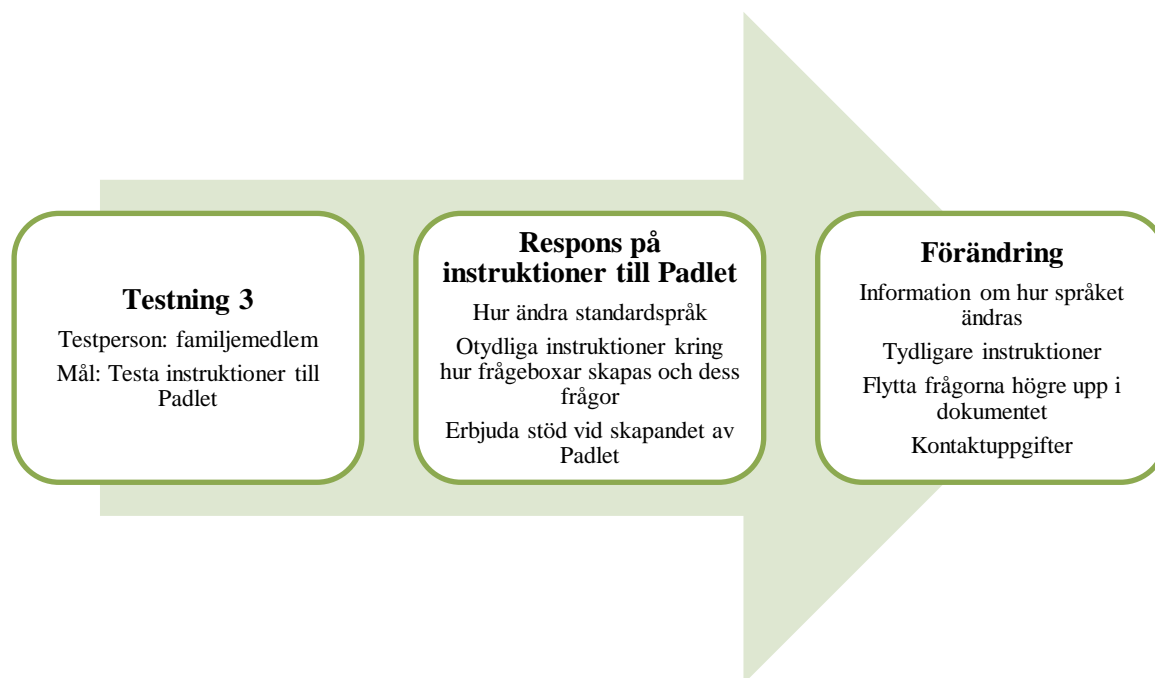 Testning 3
Testperson: familjemedlem
Mål: Testa instruktioner till
Padlet
Respons på
instruktioner till Padlet
Hur ändra standardspråk
Otydliga instruktioner kring
hur frågeboxar skapas och dess
frågor
Erbjuda stöd vid skapandet av
Padlet
Förändring
Information om hur språket
ändras
Tydligare instruktioner
Flytta frågorna högre upp i
dokumentet
Kontaktuppgifter